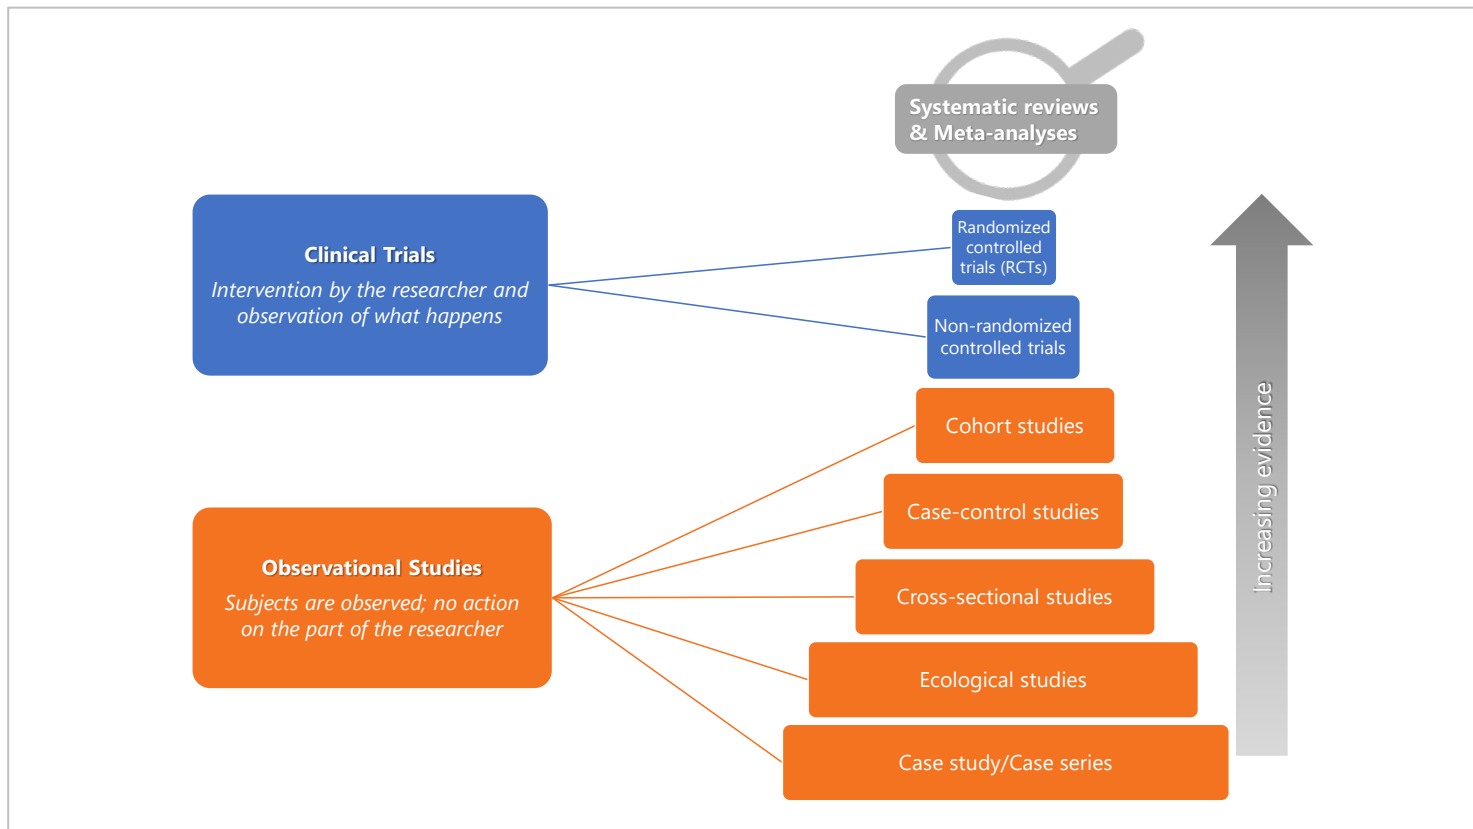 Systematic reviews
& Meta-analyses
Clinical Trials
Intervention by the researcher and
observation of what happens
Randomized
controlled
trials (RCTs)
Non-randomized
controlled trials
Cohort studies
Case-control studies
Observational Studies
Subjects are observed; no action
on the part of the researcher
Cross-sectional studies
Ecological studies
Case study/Case series
Increasing evidence